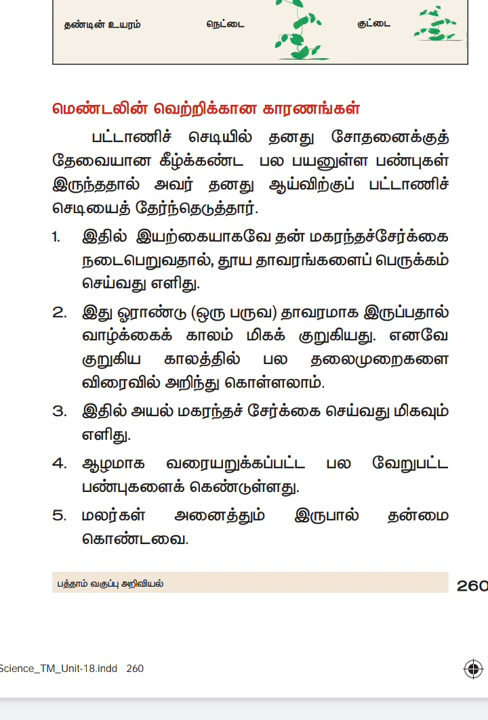 தண்டின் உயரம் நெட்டை குட்டை
மெண்டலின் வெற்றிக்கான காரணங்கள்
பட்டாணிச் செடியில் தனது சோதனைக்குத்
தேவையான கீழ்க்கண்ட பல பயனுள்ள பண்புகள்
இருந்ததால் அவர் தனது ஆய்விற்குப் பட்டாணிச்
செடியைத் தேர்ந்தெடுத்தார்.
1. இதில் இயற்கையாகவே தன் மகரந்தச்சேர்க்கை
நடைபெறுவதால், தூய தாவரங்களைப் பெருக்கம்
செய்வது எளிது.
2. இது ஓராண்டு (ஒரு பருவ) தாவரமாக இருப்பதால்
வாழ்க்கைக் காலம் மிகக் குறுகியது. எனவே
குறுகிய காலத்தில் பல தலைமுறைகளை
விரைவில் அறிந்து கொள்ளலாம்.
3. இதில் அயல் மகரந்தச் சேர்க்கை செய்வது மிகவும்
எளிது.
4. ஆழமாக வரையறுக்கப்பட்ட பல வேறுபட்ட
பண்புகளைக் கெண்டுள்ளது.
5. மலர்கள் அனைத்தும் இருபால் தன்மை
கொண்டவை.
பத்தாம் வகுப்பு அறிவியல் 260
Science_TM_Unit-18.indd 260